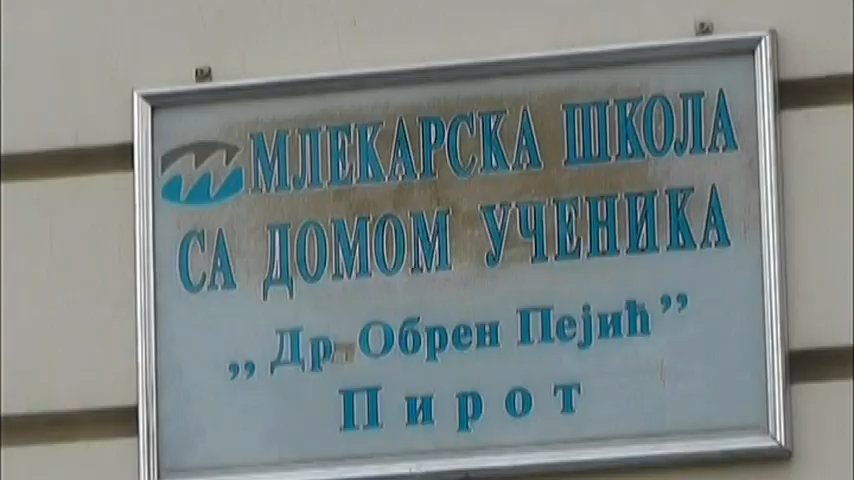 МЛЕКАРСКА ШКОЛА
СА ДОМОМ УЧЕНИКА
„Др Обрен Пејић”
Пирот